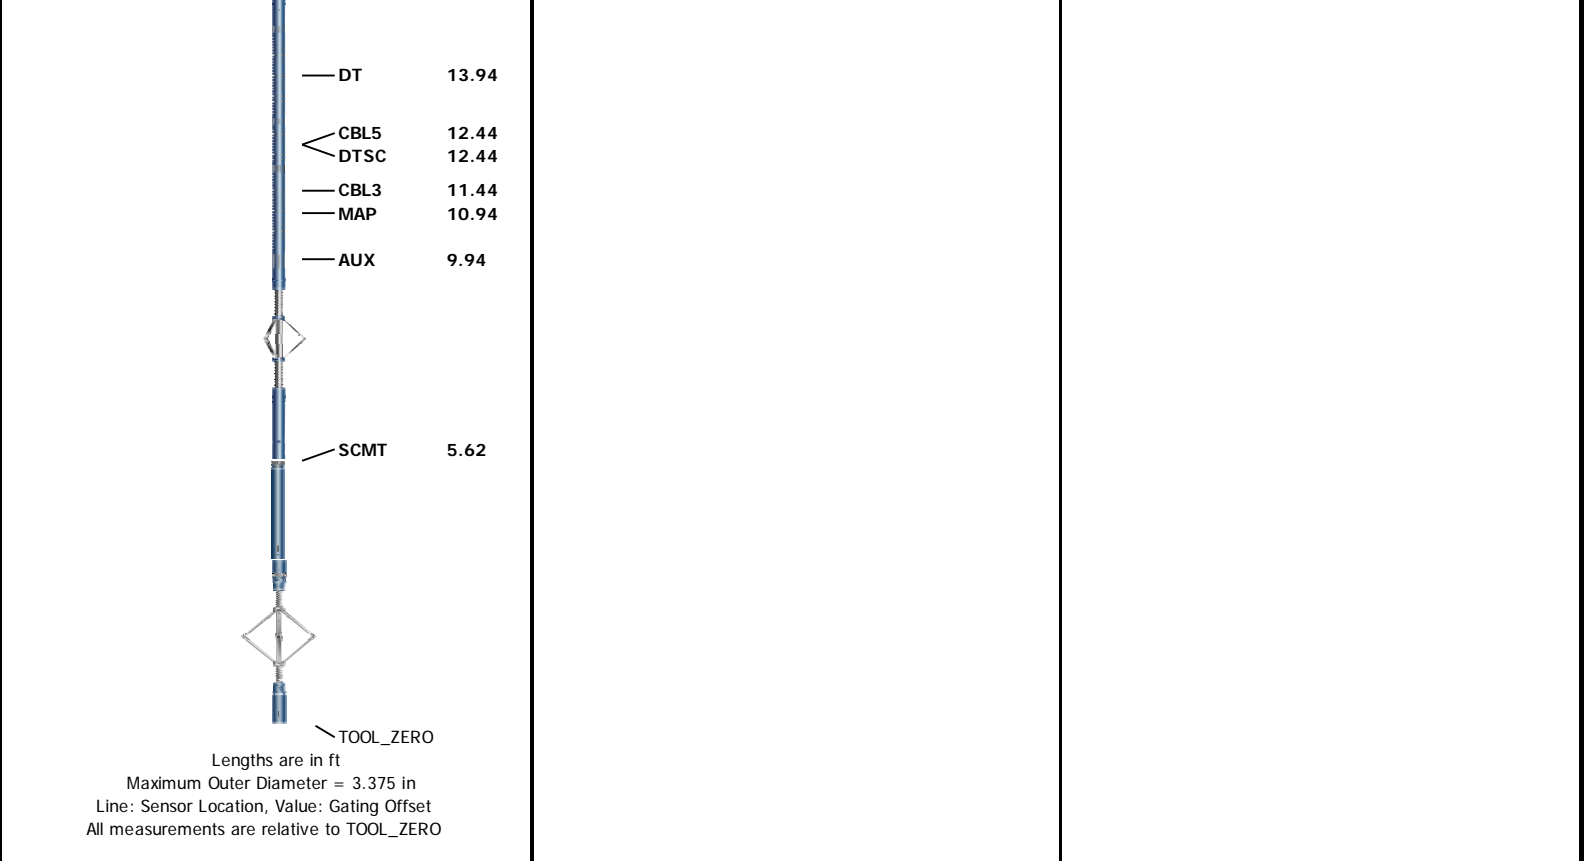 DT 13.94
CBL5 12.44
DTSC 12.44
CBL3 11.44
MAP 10.94
AUX 9.94
SCMT 5.62
TOOL_ZERO
Lengths are in ft
Maximum Outer Diameter = 3.375 in
Line: Sensor Location, Value: Gating Offset
All measurements are relative to TOOL_ZERO